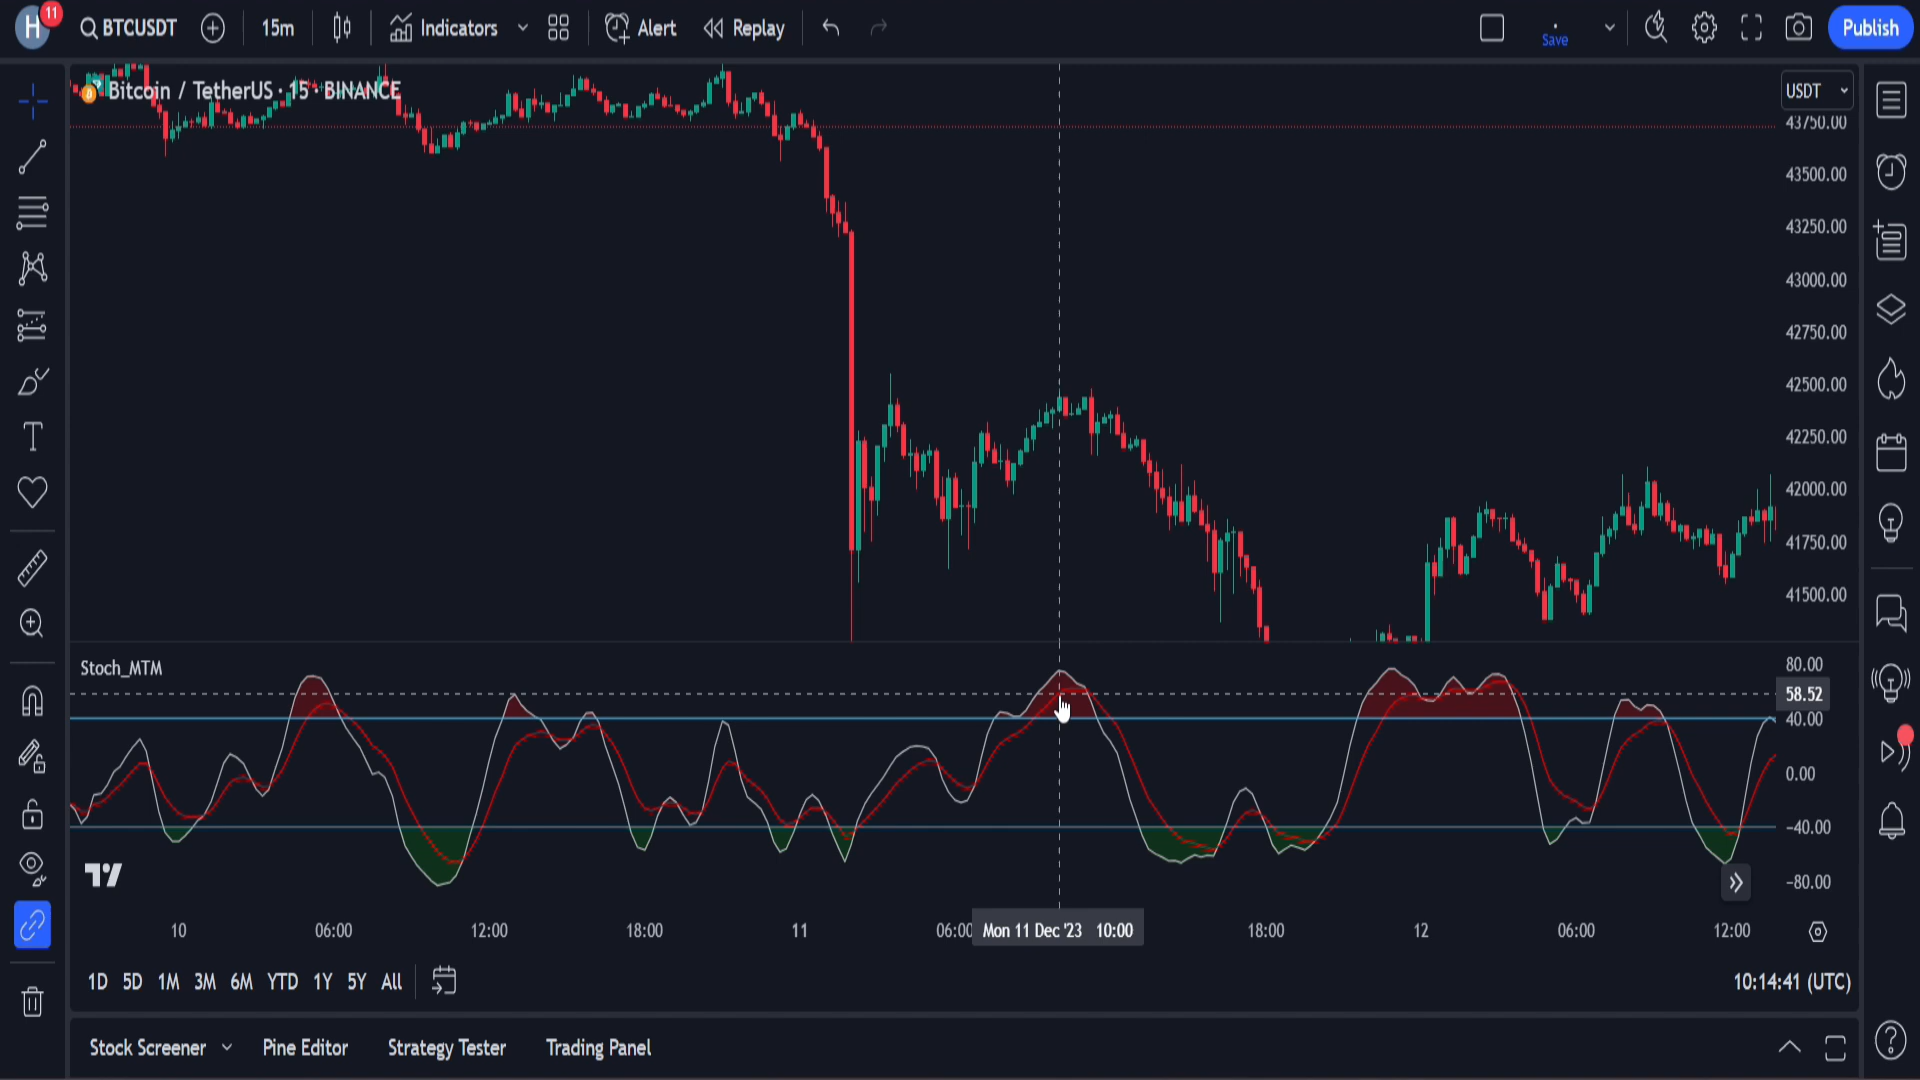 H 11 BTCUSDT 15m Indicators Alert Replay Save Publish
Bitcoin / TetherUS · 15 · BINANCE
USDT
43750.00
43500.00
43250.00
43000.00
42750.00
42500.00
42250.00
42000.00
41750.00
41500.00
Stoch_MTM
80.00
58.52
40.00
0.00
−40.00
−80.00
10 06:00 12:00 18:00 11 06:00 Mon 11 Dec '23 10:00 18:00 12 06:00 12:00
1D 5D 1M 3M 6M YTD 1Y 5Y All 10:14:41 (UTC)
Stock Screener Pine Editor Strategy Tester Trading Panel